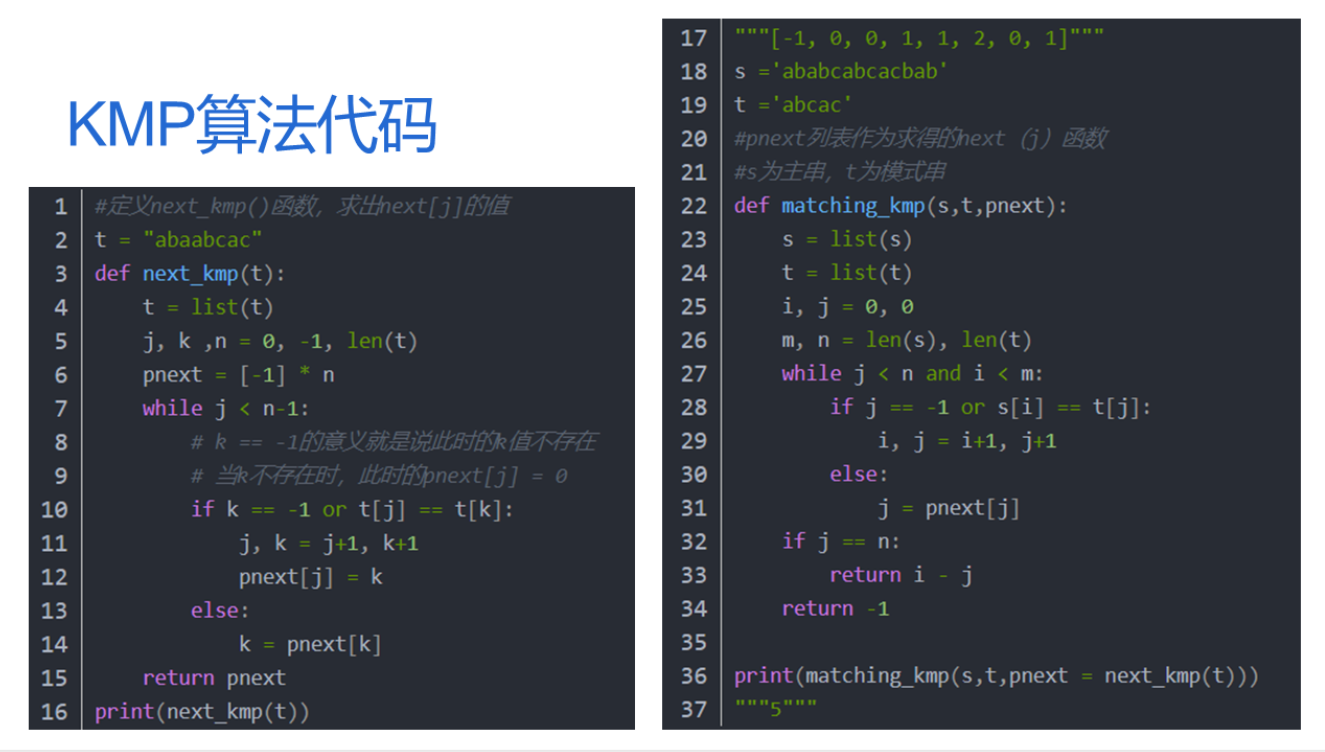 KMP算法代码
1 #定义next_kmp()函数，求出next[j]的值
2 t = "abaabcac"
3 def next_kmp(t):
4     t = list(t)
5     j, k ,n = 0, -1, len(t)
6     pnext = [-1] * n
7     while j < n-1:
8         # k == -1的意义就是说此时的k值不存在
9         # 当k不存在时，此时的pnext[j] = 0
10         if k == -1 or t[j] == t[k]:
11             j, k = j+1, k+1
12             pnext[j] = k
13         else:
14             k = pnext[k]
15     return pnext
16 print(next_kmp(t))
17 """[-1, 0, 0, 1, 1, 2, 0, 1]"""
18 s ='ababcabcacbab'
19 t ='abcac'
20 #pnext列表作为求得的next（j）函数
21 #s为主串，t为模式串
22 def matching_kmp(s,t,pnext):
23     s = list(s)
24     t = list(t)
25     i, j = 0, 0
26     m, n = len(s), len(t)
27     while j < n and i < m:
28         if j == -1 or s[i] == t[j]:
29             i, j = i+1, j+1
30         else:
31             j = pnext[j]
32     if j == n:
33         return i - j
34     return -1
35
36 print(matching_kmp(s,t,pnext = next_kmp(t)))
37 """5"""